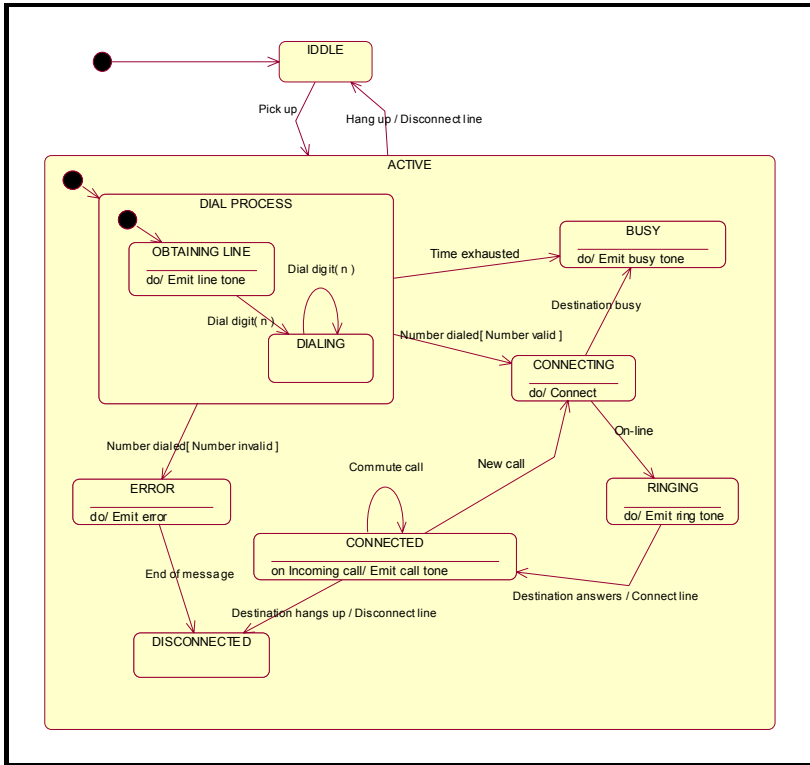 IDDLE
Pick up
Hang up / Disconnect line
ACTIVE
DIAL PROCESS
BUSY
do/ Emit busy tone
OBTAINING LINE
do/ Emit line tone
Time exhausted
Dial digit( n )
Destination busy
Dial digit( n )
DIALING
Number dialed[ Number valid ]
CONNECTING
do/ Connect
On-line
Number dialed[ Number invalid ]
New call
Commute call
ERROR
do/ Emit error
RINGING
do/ Emit ring tone
CONNECTED
on Incoming call/ Emit call tone
End of message
Destination answers / Connect line
Destination hangs up / Disconnect line
DISCONNECTED